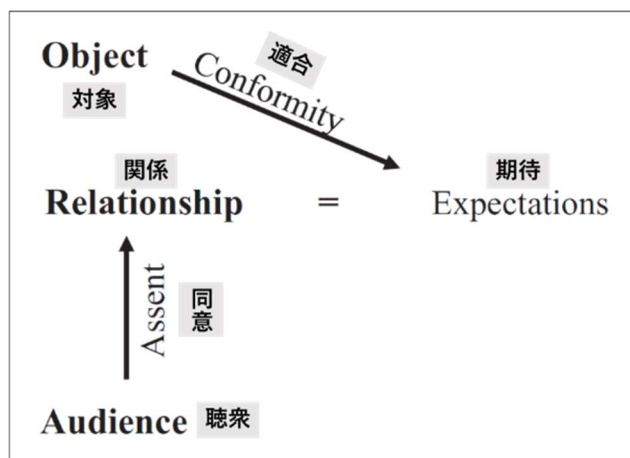 Object
対象
適合
Conformity
関係
Relationship
=
期待
Expectations
Assent
同意
Audience 聴衆